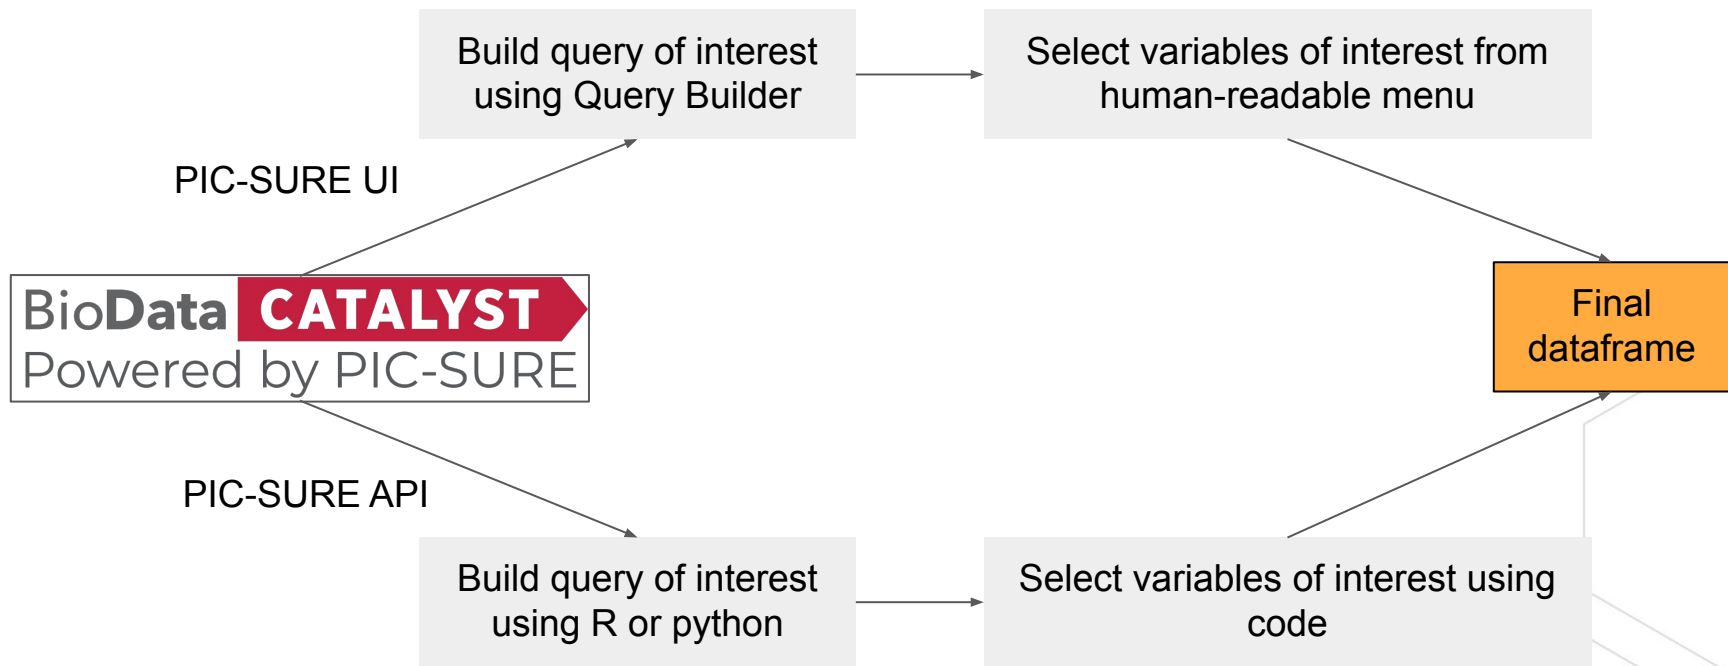 Build query of interest
using Query Builder
Select variables of interest from
human-readable menu
PIC-SURE UI
BioData CATALYST
Powered by PIC-SURE
Final
dataframe
PIC-SURE API
Build query of interest
using R or python
Select variables of interest using
code